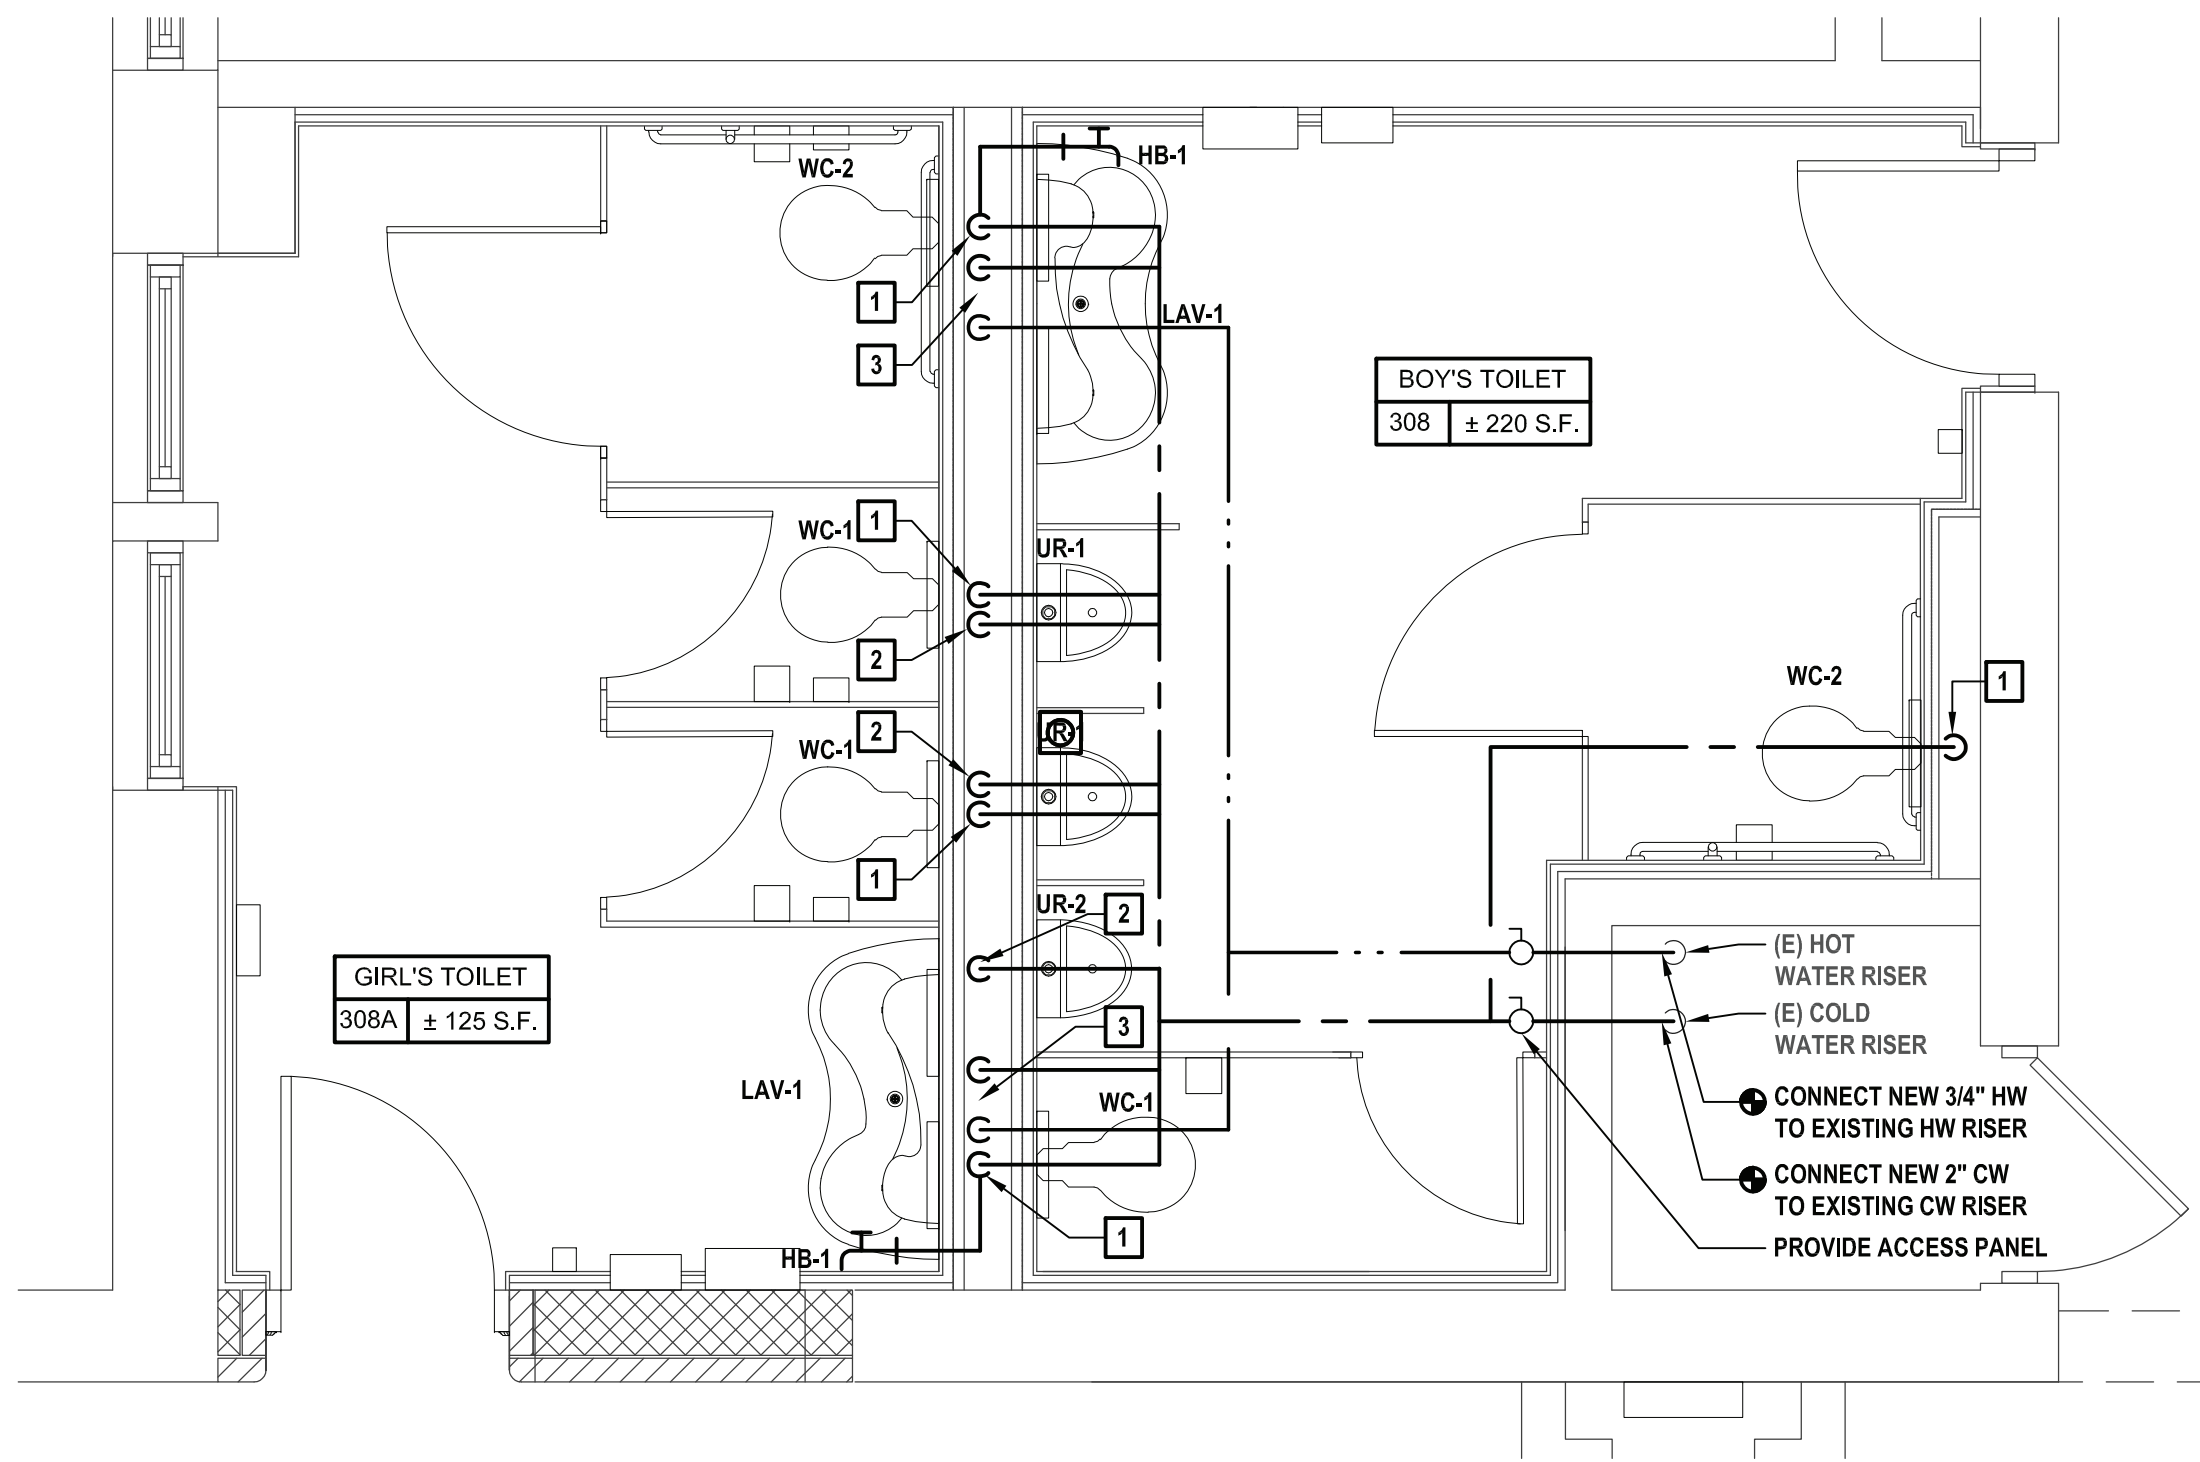 WC-2
HB-1
1
LAV-1
3
BOY'S TOILET
308
± 220 S.F.
WC-1
1
UR-1
2
WC-2
1
2
UR-1
WC-1
1
UR-2
2
(E) HOT
WATER RISER
GIRL'S TOILET
308A
± 125 S.F.
3
(E) COLD
WATER RISER
LAV-1
WC-1
CONNECT NEW 3/4" HW
TO EXISTING HW RISER
CONNECT NEW 2" CW
TO EXISTING CW RISER
1
PROVIDE ACCESS PANEL
HB-1